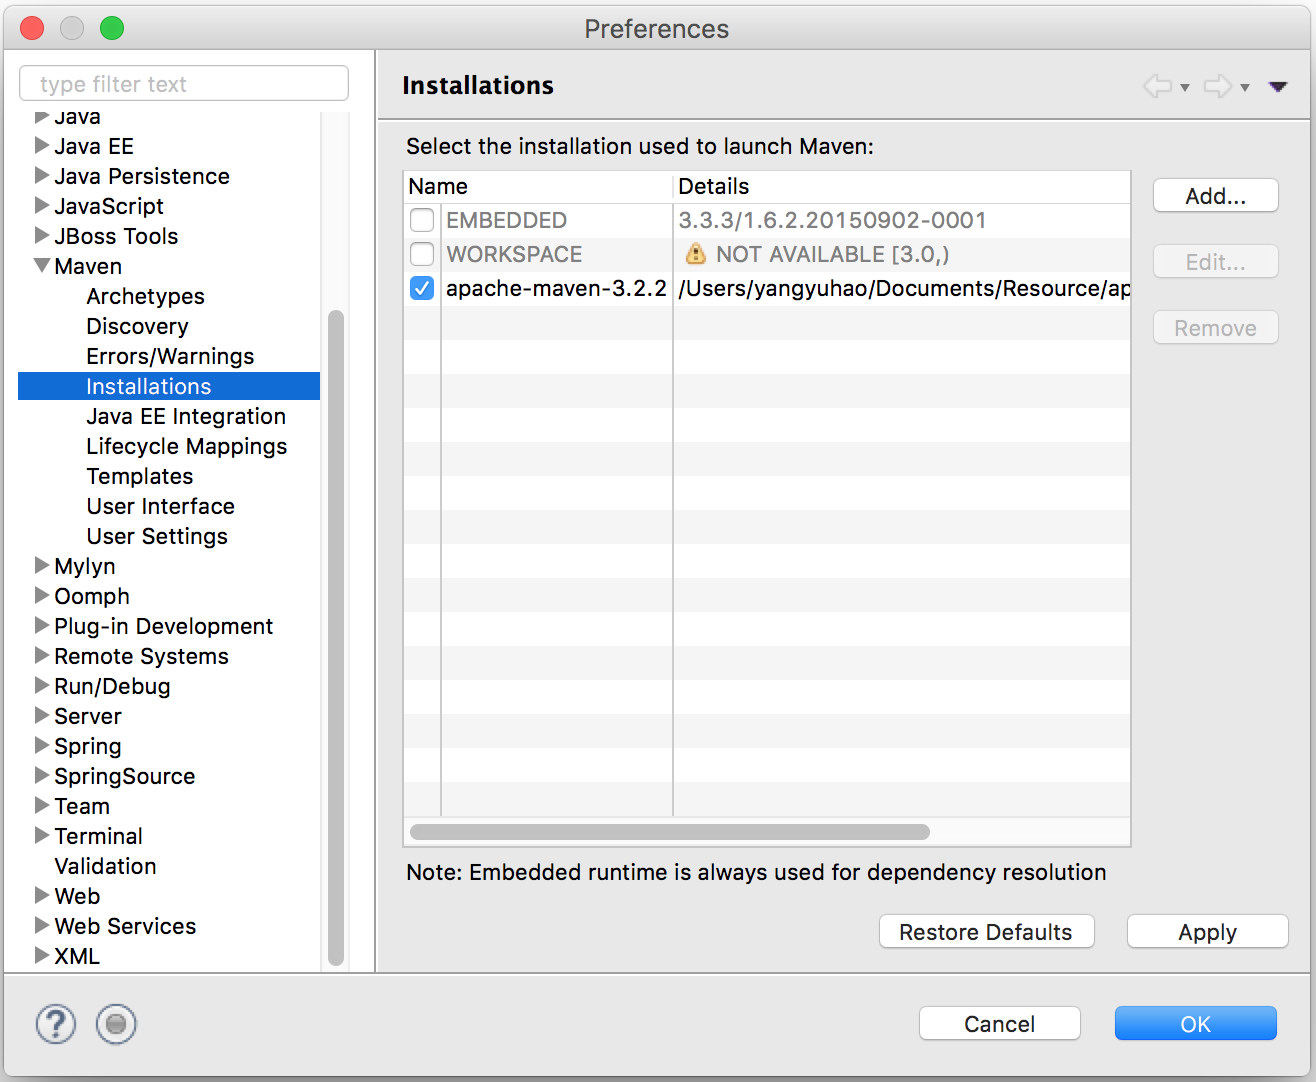 Preferences
type filter text
Java
Java EE
Java Persistence
JavaScript
JBoss Tools
Maven
Archetypes
Discovery
Errors/Warnings
Installations
Java EE Integration
Lifecycle Mappings
Templates
User Interface
User Settings
Mylyn
Oomph
Plug-in Development
Remote Systems
Run/Debug
Server
Spring
SpringSource
Team
Terminal
Validation
Web
Web Services
XML
Installations
Select the installation used to launch Maven:
Name Details
EMBEDDED 3.3.3/1.6.2.20150902-0001
WORKSPACE NOT AVAILABLE [3.0,)
apache-maven-3.2.2 /Users/yangyuhao/Documents/Resource/ap
Add...
Edit...
Remove
Note: Embedded runtime is always used for dependency resolution
Restore Defaults Apply
? Cancel OK